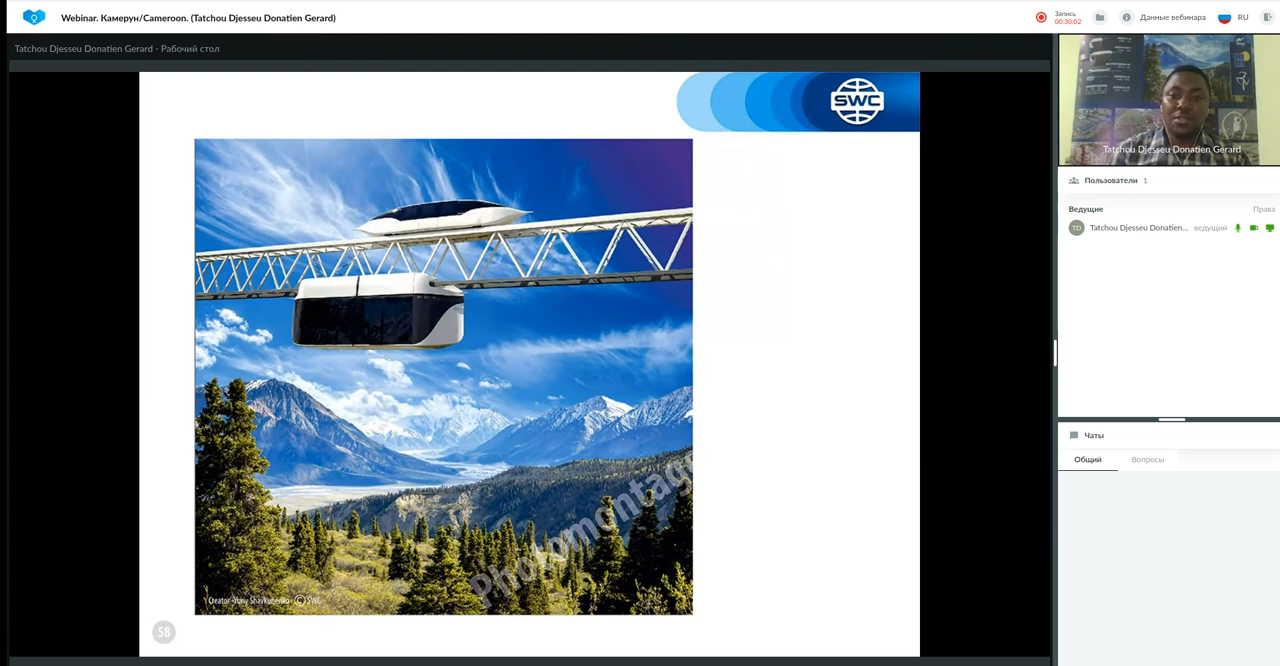 Webinar. Камерун/Cameroon. (Tatchou Djesseu Donatien Gerard)
Запись
00:30:02
Данные вебинара
RU
Tatchou Djesseu Donatien Gerard - Рабочий стол
SWC
Tatchou Djesseu Donatien Gerard
Пользователи 1
Ведущие Права
TD Tatchou Djesseu Donatien... ведущий
Чаты
Общий Вопросы
Photomontag
Creator Yuriy © SWC
58